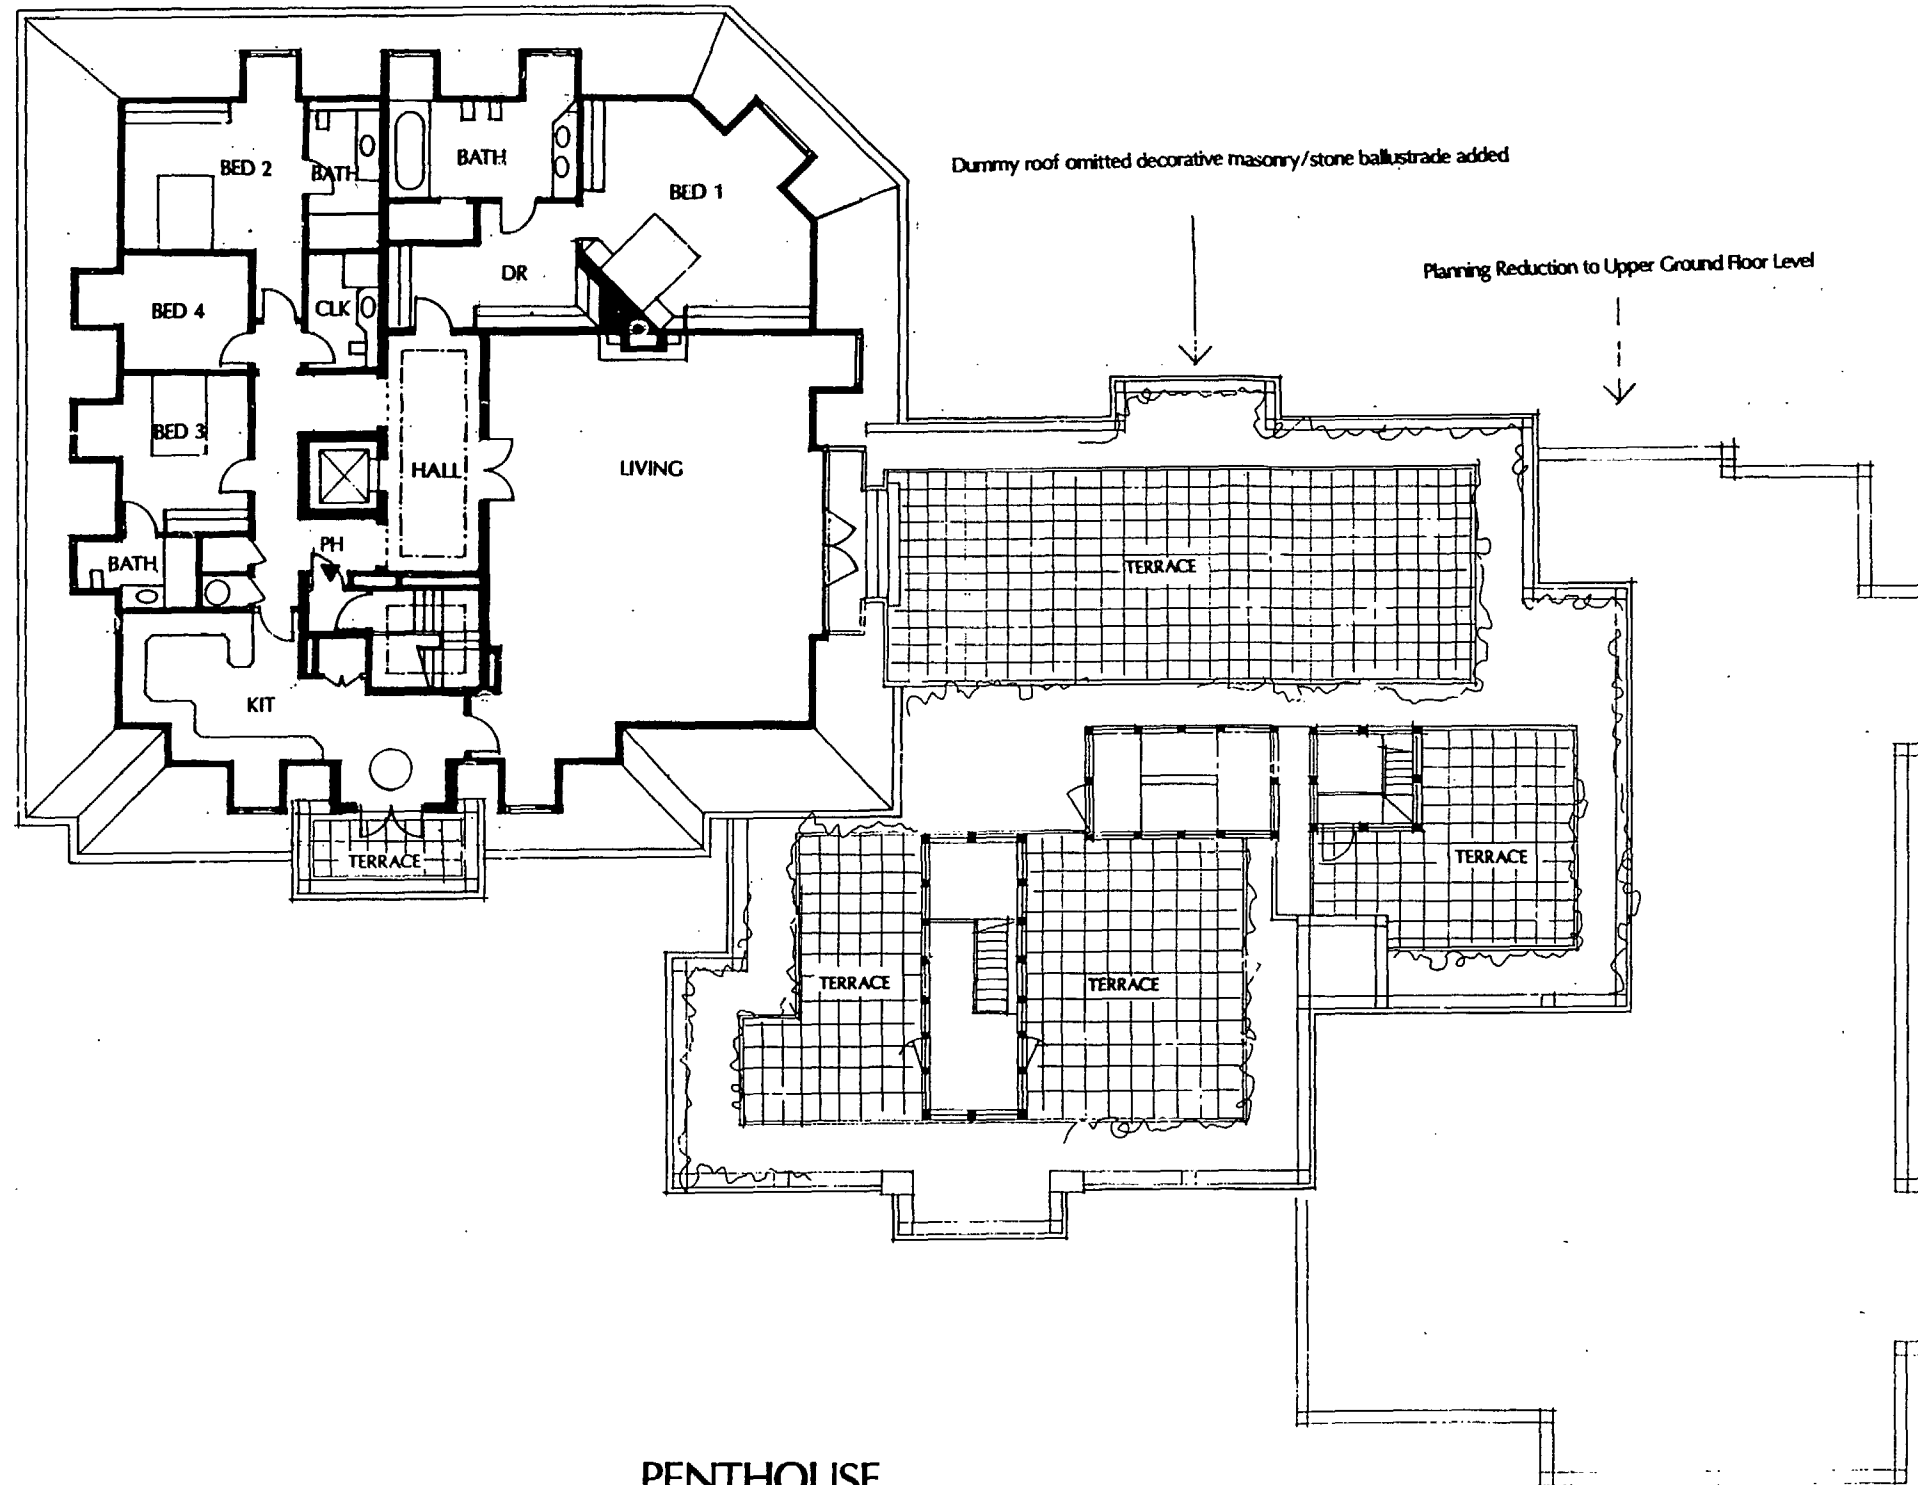 Dummy roof omitted decorative masonry/stone ballustrade added
Planning Reduction to Upper Ground Floor Level
BED 2
BATH
BATH
BED 1
DR
BED 4
CLK
BED 3
HALL
LIVING
PH
BATH
TERRACE
KIT
TERRACE
TERRACE
TERRACE
TERRACE
PENTHOUSE